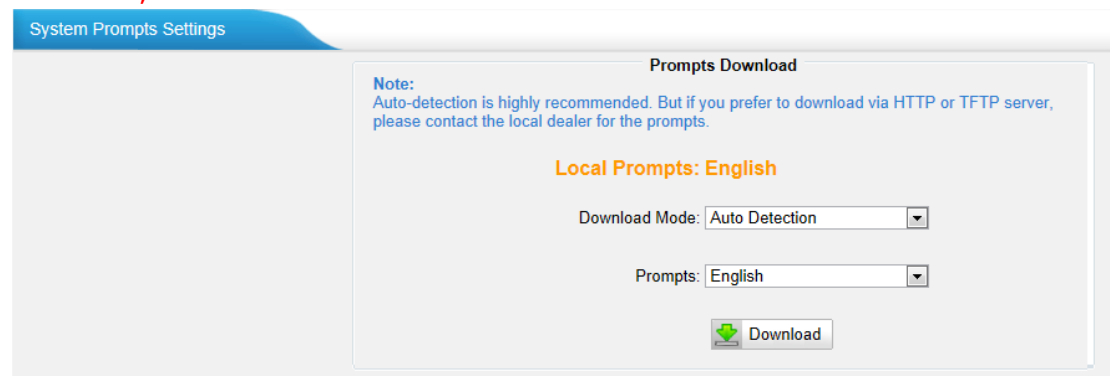 System Prompts Settings
Prompts Download
Note:
Auto-detection is highly recommended. But if you prefer to download via HTTP or TFTP server,
please contact the local dealer for the prompts.
Local Prompts: English
Download Mode: Auto Detection
Prompts: English
Download